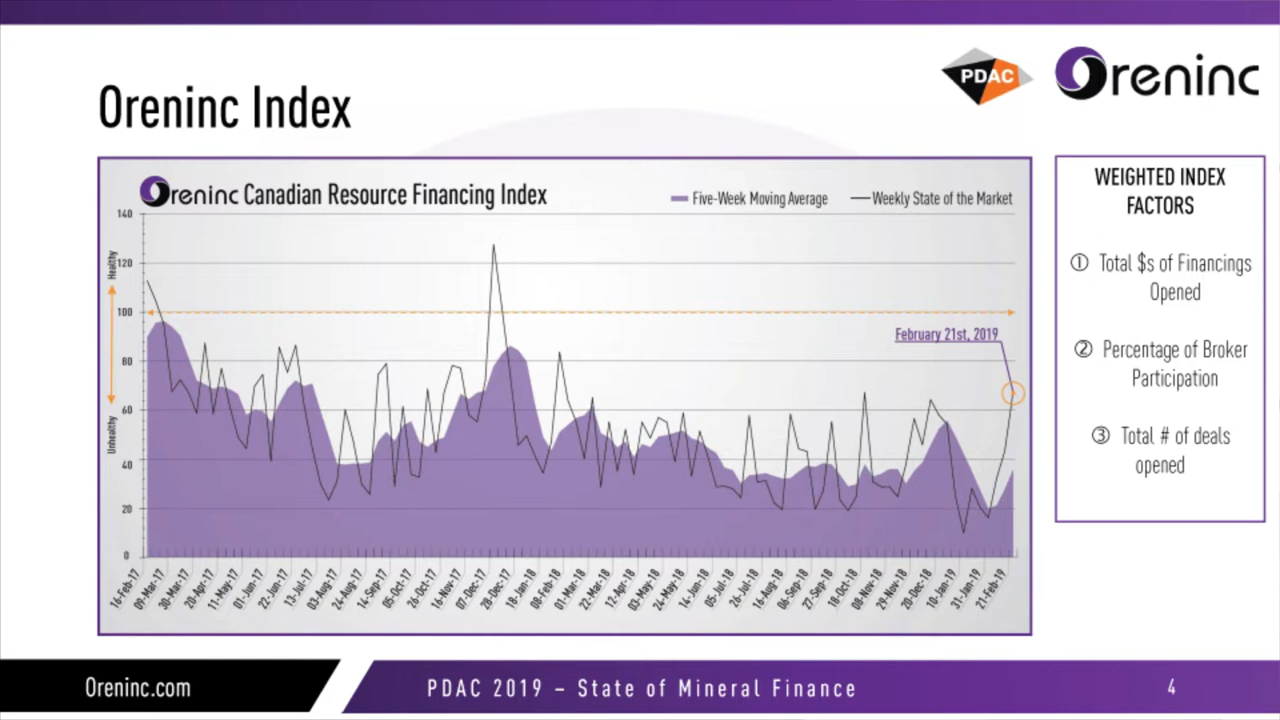 PDAC
Oreninc
Oreninc Index
Oreninc Canadian Resource Financing Index
Five-Week Moving Average
Weekly State of the Market
140
120
100
80
60
40
20
0
Healthy
Unhealthy
February 21st, 2019
16-Feb-17
09-Mar-17
30-Mar-17
20-Apr-17
11-May-17
01-Jun-17
22-Jun-17
13-Jul-17
03-Aug-17
24-Aug-17
14-Sep-17
05-Oct-17
26-Oct-17
16-Nov-17
07-Dec-17
28-Dec-17
18-Jan-18
08-Feb-18
01-Mar-18
22-Mar-18
12-Apr-18
03-May-18
24-May-18
14-Jun-18
05-Jul-18
26-Jul-18
16-Aug-18
06-Sep-18
27-Sep-18
18-Oct-18
08-Nov-18
29-Nov-18
20-Dec-18
10-Jan-19
31-Jan-19
21-Feb-19
WEIGHTED INDEX
FACTORS
① Total $s of Financings
Opened
② Percentage of Broker
Participation
③ Total # of deals
opened
Oreninc.com
PDAC 2019 – State of Mineral Finance
4